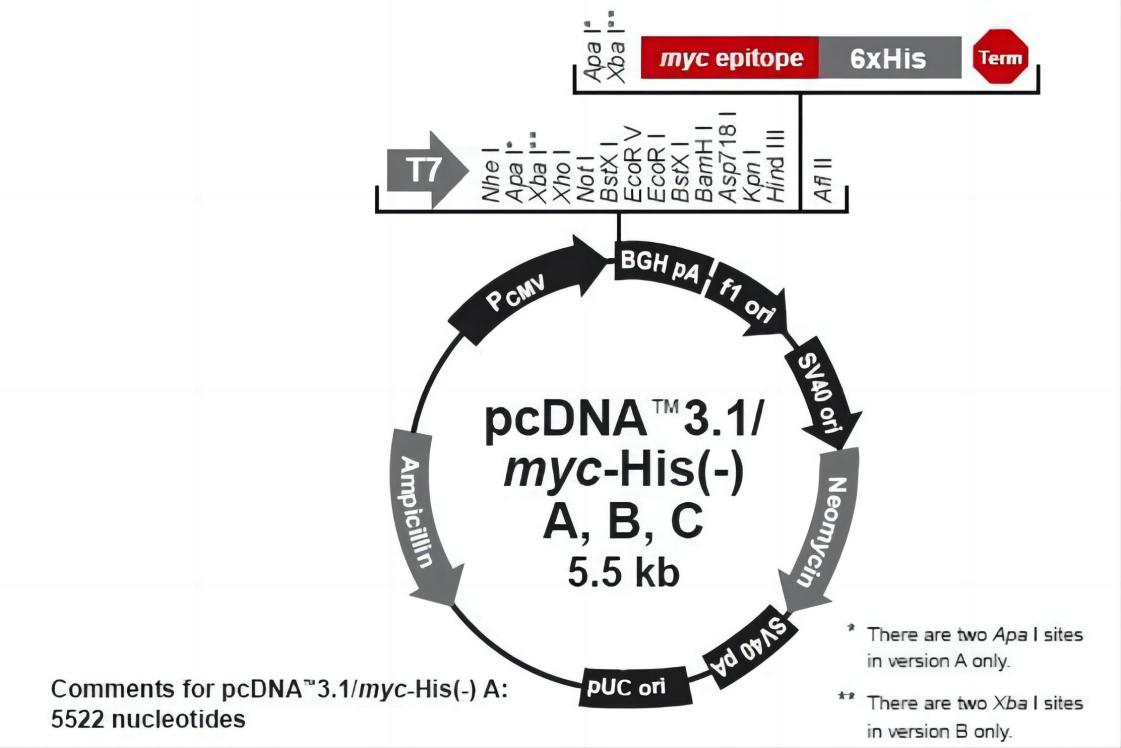 Apa I*
Xba I**
myc epitope
6xHis
Term
T7
Nhe I
Apa I*
Xba I**
Xho I
Not I
BstX I
EcoR V
EcoR I
BstX I
BamH I
Asp718 I
Kpn I
Hind III
Afl II
PCMV
BGH pA
f1 ori
SV40 ori
Neomycin
SV40 pA
pUC ori
Ampicillin
pcDNA™3.1/
myc-His(-)
A, B, C
5.5 kb
* There are two Apa I sites
in version A only.
** There are two Xba I sites
in version B only.
Comments for pcDNA™3.1/myc-His(-) A:
5522 nucleotides